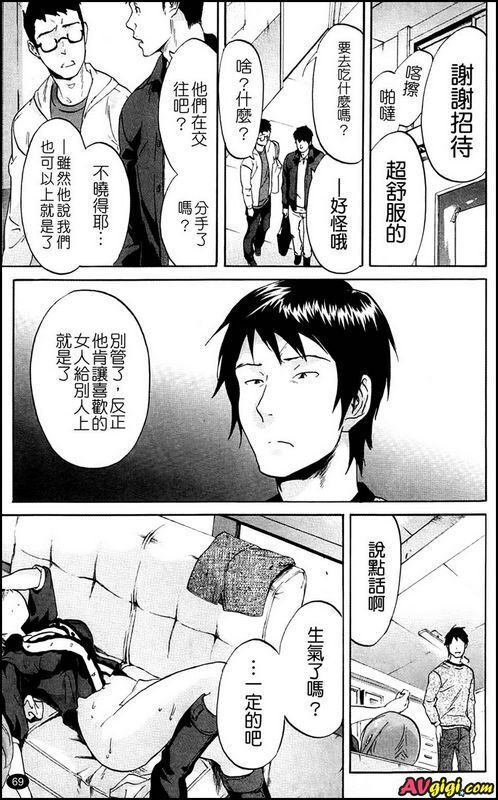 謝謝招待
喀擦
啪噠
超舒服的
要去吃什麼嗎？
啥？什麼？
—好怪哦
他們在交
往吧？
分手了
嗎？
不曉得耶…
—雖然他說我們
也可以上就是了
別管了，反正
他肯讓喜歡的
女人給別人上
就是了
說點話啊
生氣了嗎？
…一定的吧
69
AVgigi.com